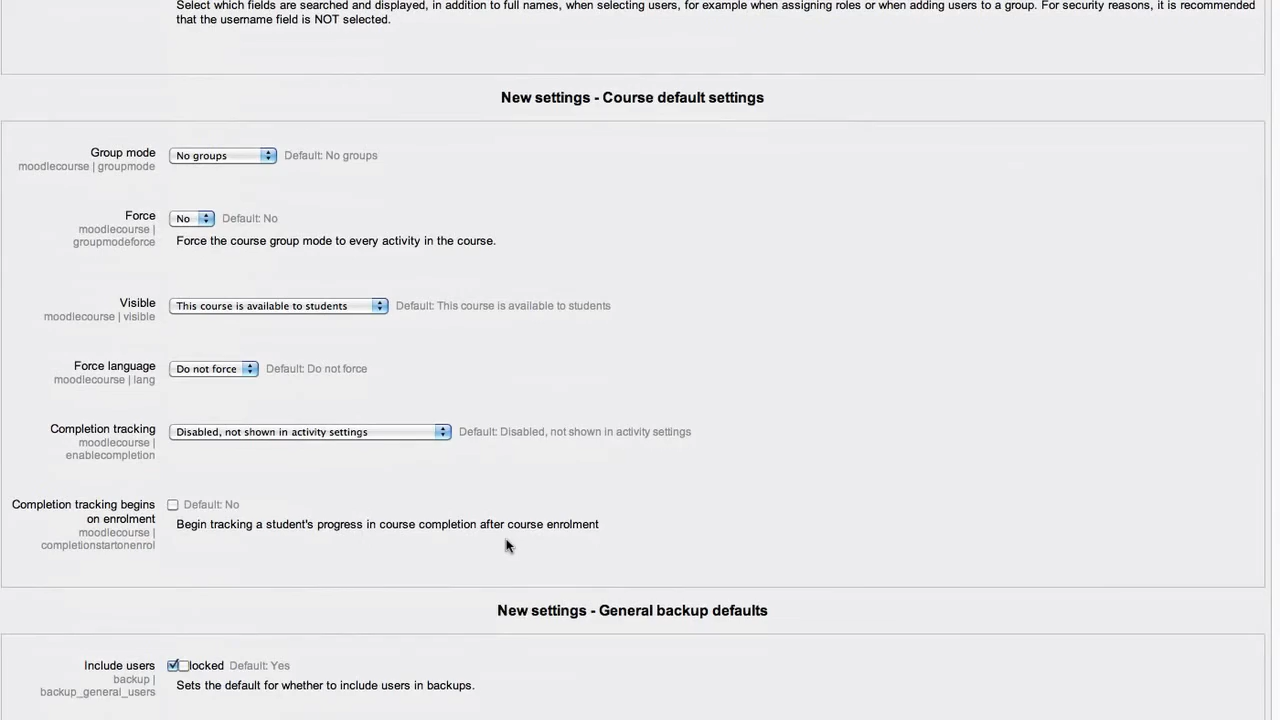 Select which fields are searched and displayed, in addition to full names, when selecting users, for example when assigning roles or when adding users to a group. For security reasons, it is recommended
that the username field is NOT selected.
New settings - Course default settings
Group mode
moodlecourse | groupmode
No groups Default: No groups
Force
moodlecourse |
groupmodeforce
No Default: No
Force the course group mode to every activity in the course.
Visible
moodlecourse | visible
This course is available to students Default: This course is available to students
Force language
moodlecourse | lang
Do not force Default: Do not force
Completion tracking
moodlecourse |
enablecompletion
Disabled, not shown in activity settings Default: Disabled, not shown in activity settings
Completion tracking begins
on enrolment
moodlecourse |
completionstartonenrol
Default: No
Begin tracking a student's progress in course completion after course enrolment
New settings - General backup defaults
Include users
backup |
backup_general_users
locked Default: Yes
Sets the default for whether to include users in backups.